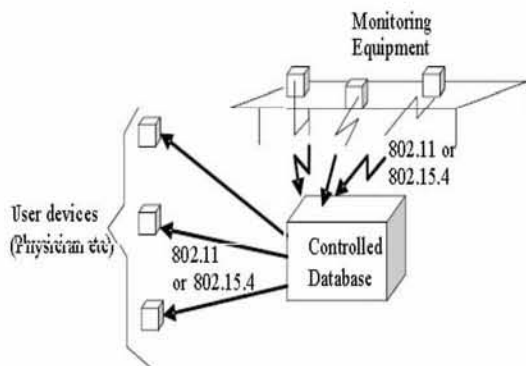 Monitoring
Equipment
802.11 or
802.15.4
User devices
(Physician etc)
802.11
or 802.15.4
Controlled
Database